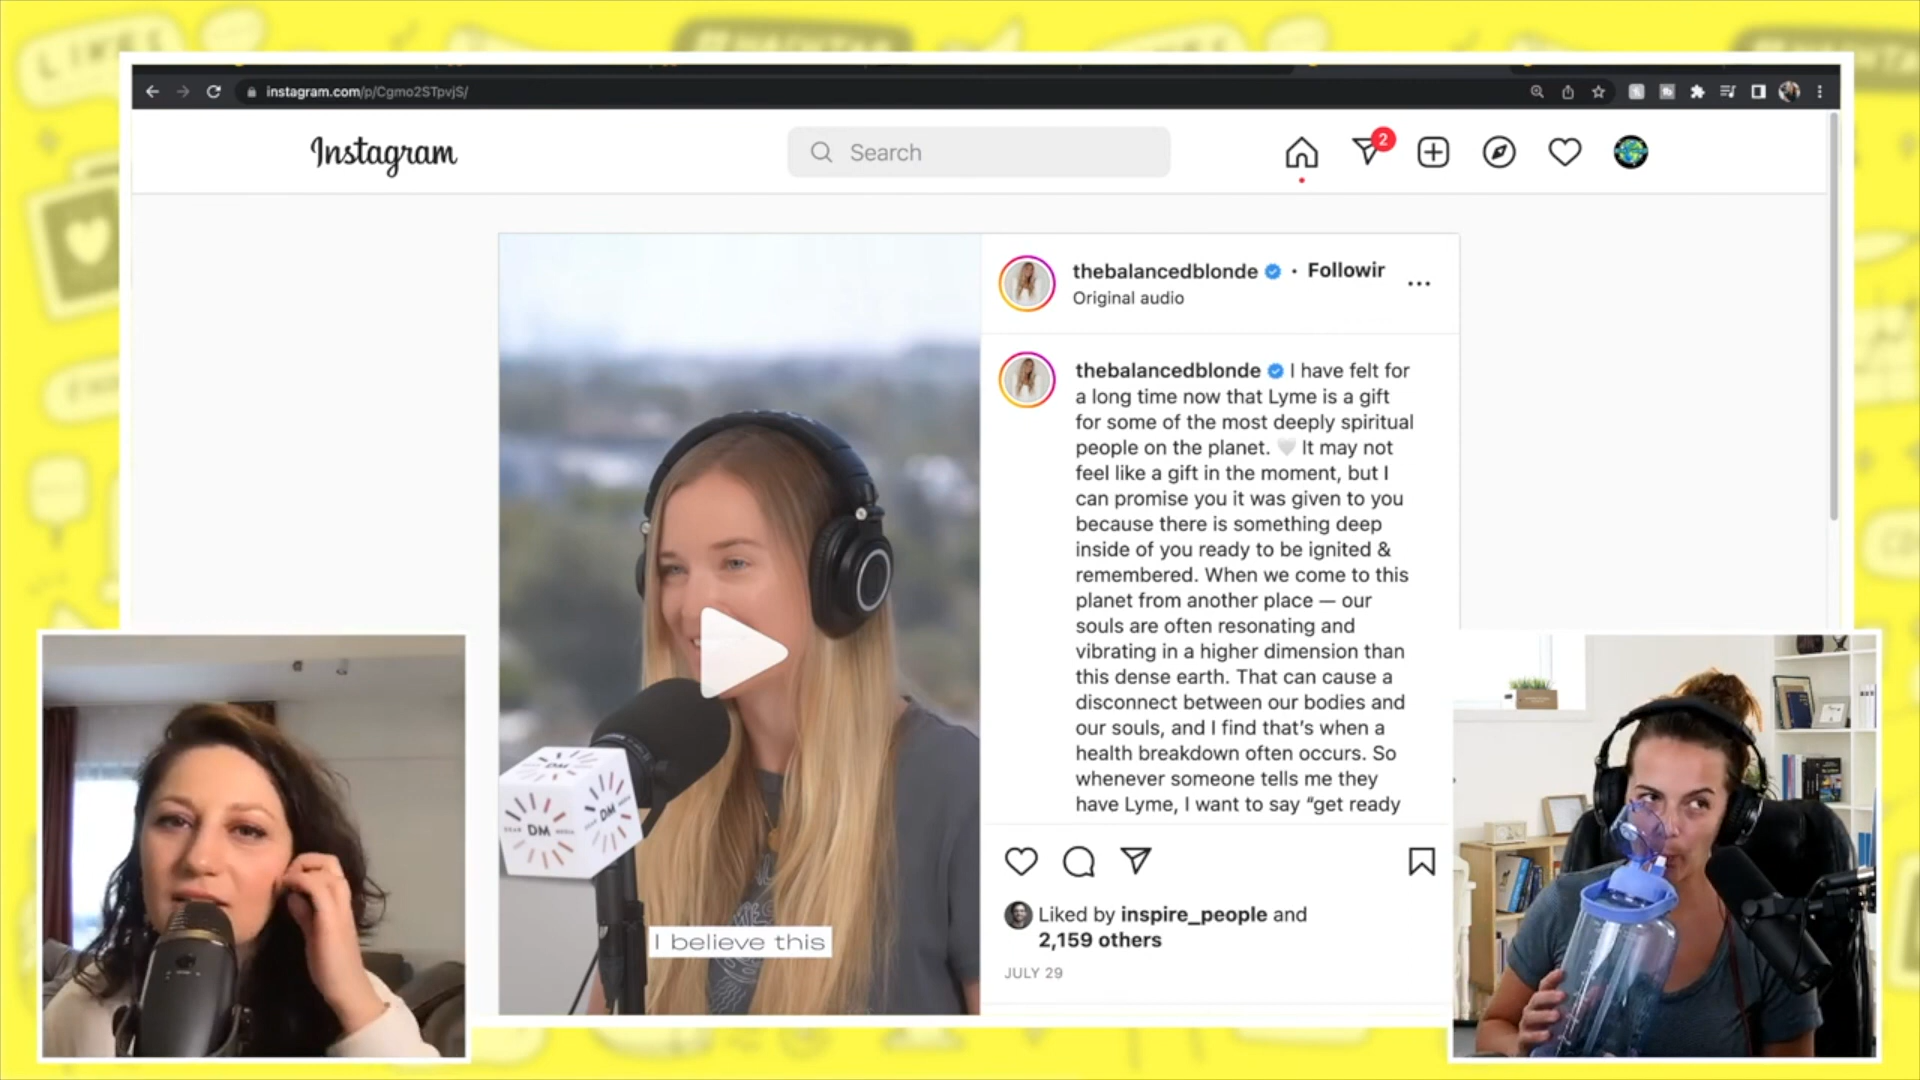 LIKES
instagram.com/p/Cgmo2STpvjS/
Instagram
Search
2
thebalancedblonde • Followir
Original audio
thebalancedblonde I have felt for
a long time now that Lyme is a gift
for some of the most deeply spiritual
people on the planet. 🤍 It may not
feel like a gift in the moment, but I
can promise you it was given to you
because there is something deep
inside of you ready to be ignited &
remembered. When we come to this
planet from another place — our
souls are often resonating and
vibrating in a higher dimension than
this dense earth. That can cause a
disconnect between our bodies and
our souls, and I find that’s when a
health breakdown often occurs. So
whenever someone tells me they
have Lyme, I want to say “get ready
DM
DEAR DM MEDIA
DM
I believe this
Liked by inspire_people and
2,159 others
JULY 29